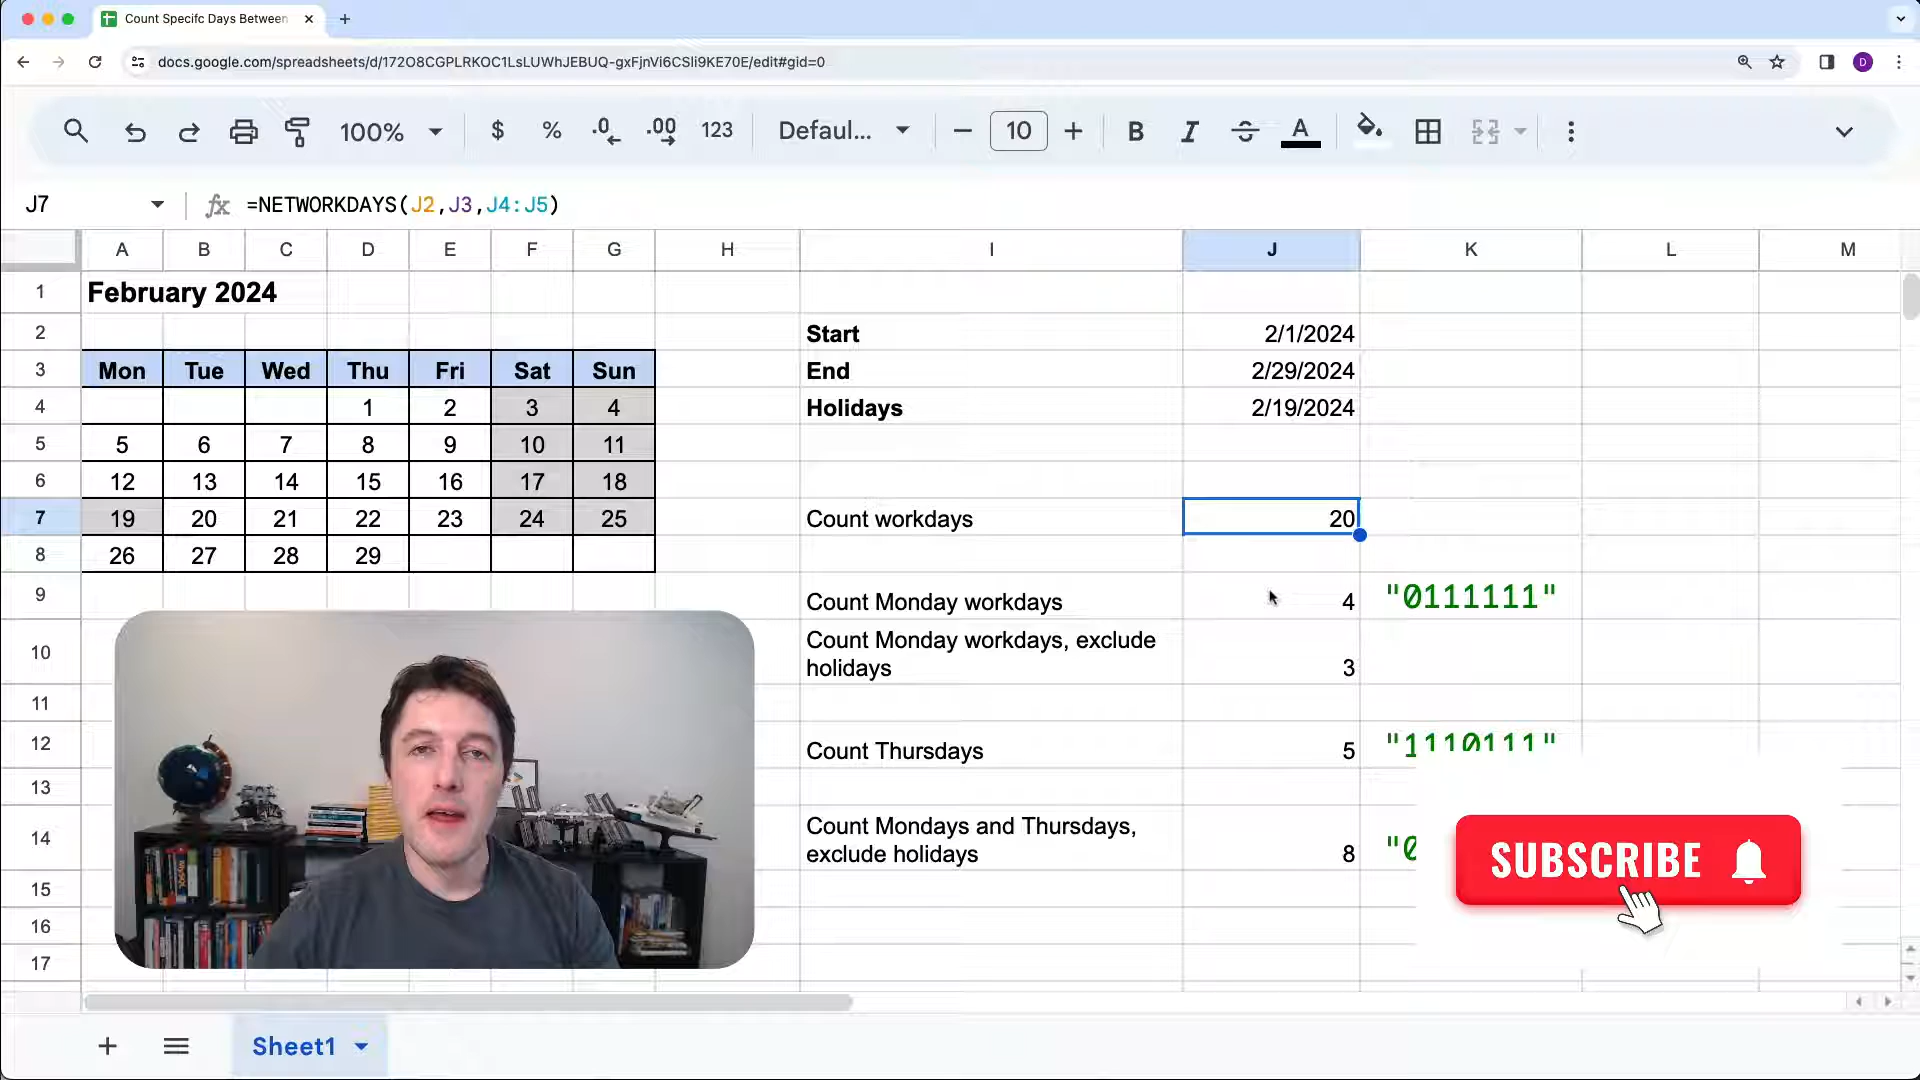 Count Specifc Days Between
docs.google.com/spreadsheets/d/172O8CGPLRKOC1LsLUWhJEBUQ-gxFjnVi6CSli9KE70E/edit#gid=0
D
100% $ % .0 .00 123 Defaul... 10 B I S A
J7 fx =NETWORKDAYS(J2,J3,J4:J5)
A B C D E F G H I J K L M
1 February 2024
2 Start 2/1/2024
3 Mon Tue Wed Thu Fri Sat Sun End 2/29/2024
4 1 2 3 4 Holidays 2/19/2024
5 5 6 7 8 9 10 11
6 12 13 14 15 16 17 18
7 19 20 21 22 23 24 25 Count workdays 20
8 26 27 28 29
9 Count Monday workdays 4 "0111111"
10 Count Monday workdays, exclude
holidays 3
11
12 Count Thursdays 5 "1110111"
13
14 Count Mondays and Thursdays,
exclude holidays 8 "0
SUBSCRIBE
15
16
17
Sheet1